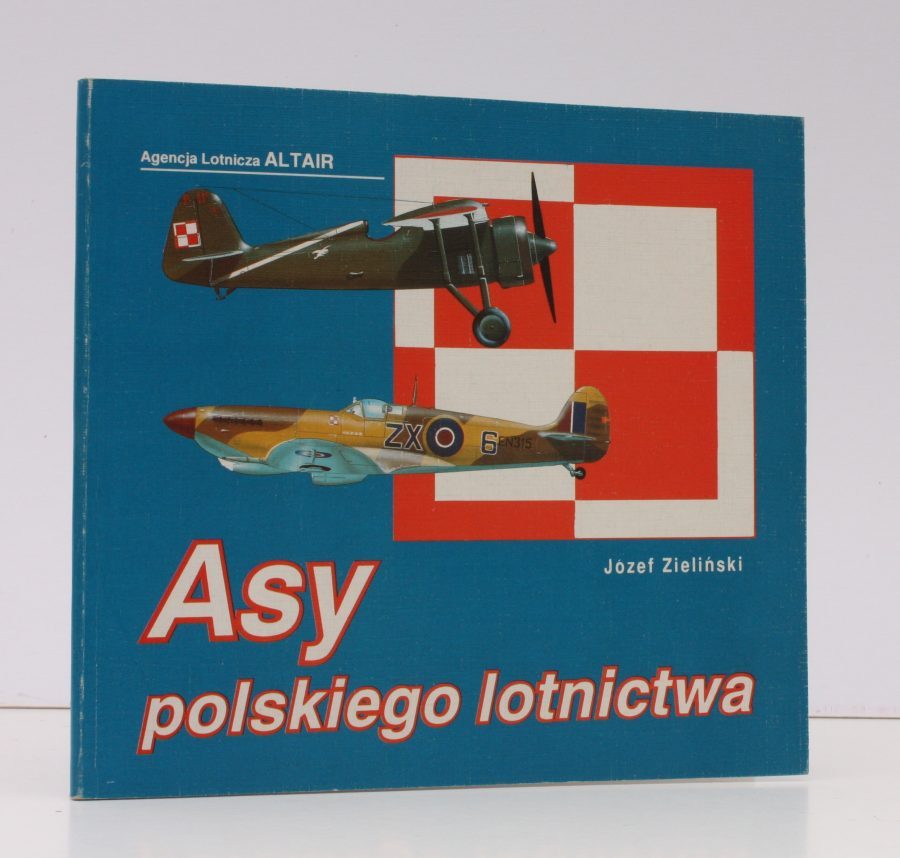 Agencja Lotnicza ALTAIR
ZX 6 EN315
Józef Zieliński
Asy
polskiego lotnictwa